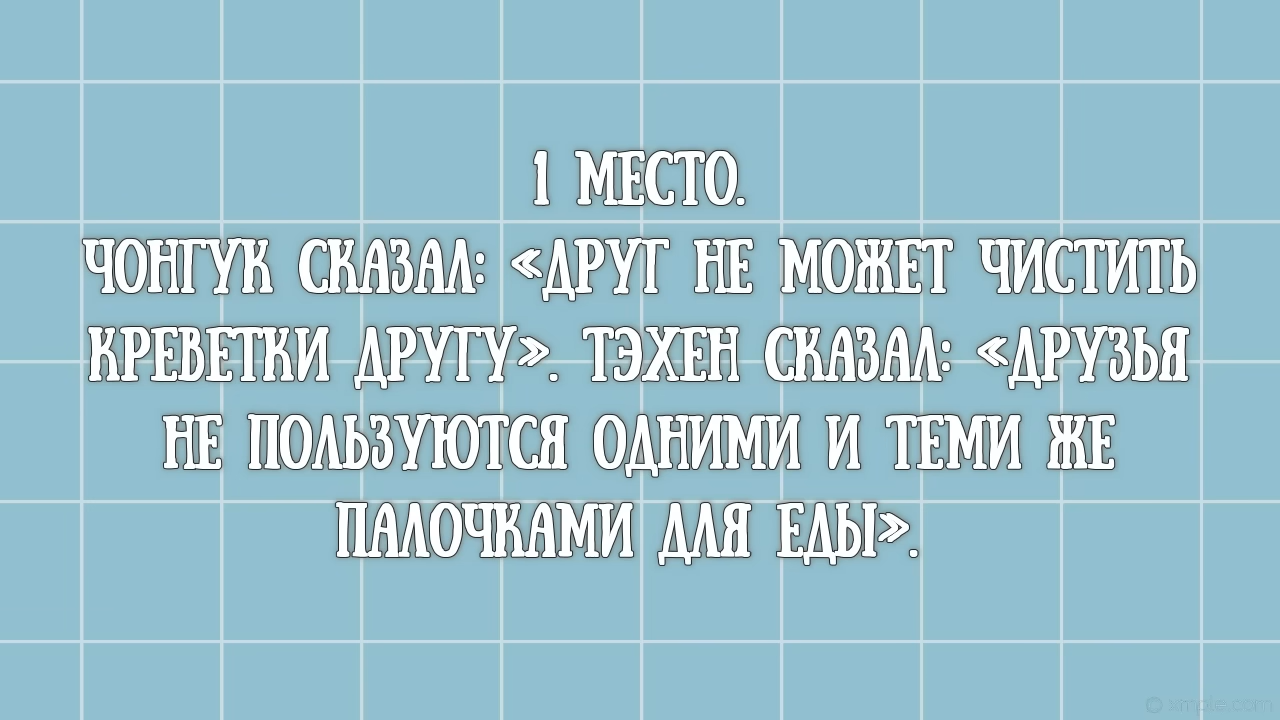 1 МЕСТО.
ЧОНГУК СКАЗАЛ: «ДРУГ НЕ МОЖЕТ ЧИСТИТЬ
КРЕВЕТКИ ДРУГУ». ТЭХЕН СКАЗАЛ: «ДРУЗЬЯ
НЕ ПОЛЬЗУЮТСЯ ОДНИМИ И ТЕМИ ЖЕ
ПАЛОЧКАМИ ДЛЯ ЕДЫ».